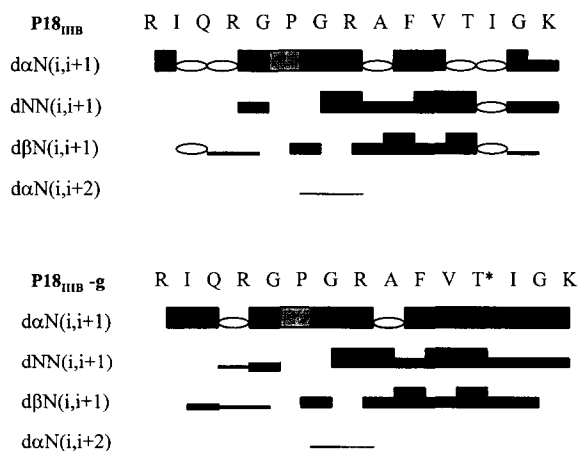 P18IIIB R I Q R G P G R A F V T I G K
dαN(i,i+1)
dNN(i,i+1)
dβN(i,i+1)
dαN(i,i+2)
P18IIIB -g R I Q R G P G R A F V T* I G K
dαN(i,i+1)
dNN(i,i+1)
dβN(i,i+1)
dαN(i,i+2)